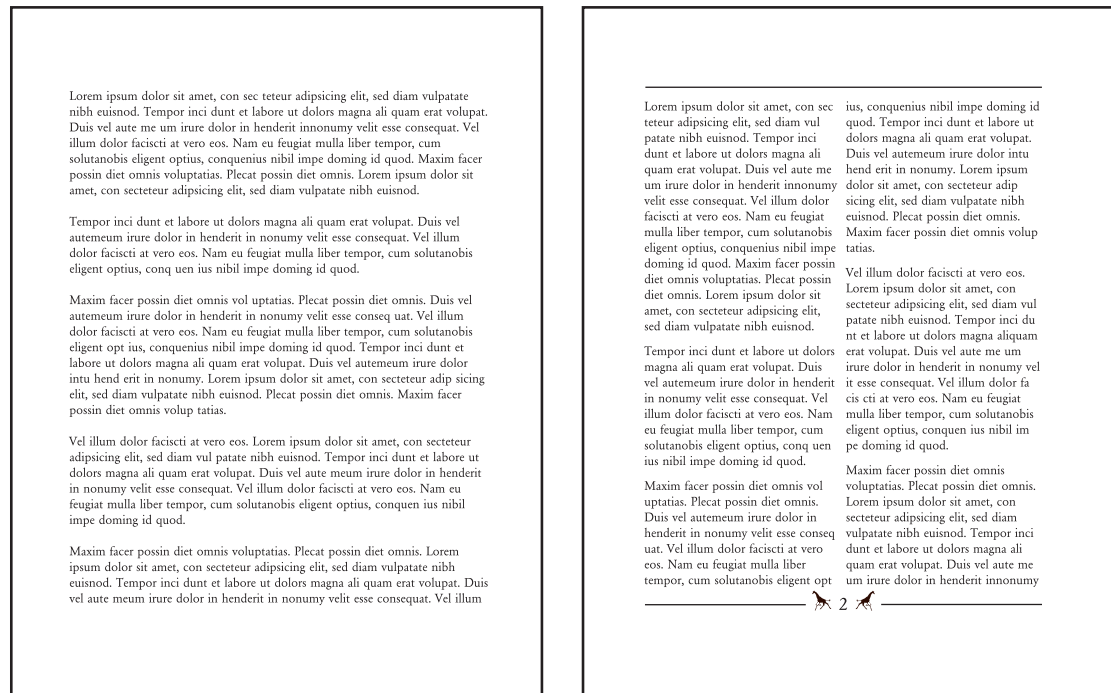 Lorem ipsum dolor sit amet, con sec teteur adipsicing elit, sed diam vulpatate
nibh euisnod. Tempor inci dunt et labore ut dolors magna ali quam erat volupat.
Duis vel aute me um irure dolor in henderit innonumy velit esse consequat. Vel
illum dolor faciscti at vero eos. Nam eu feugiat mulla liber tempor, cum
solutanobis eligent optius, conquenius nibil impe doming id quod. Maxim facer
possin diet omnis voluptatias. Plecat possin diet omnis. Lorem ipsum dolor sit
amet, con secteteur adipsicing elit, sed diam vulpatate nibh euisnod.
Tempor inci dunt et labore ut dolors magna ali quam erat volupat. Duis vel
autemeum irure dolor in henderit in nonumy velit esse consequat. Vel illum
dolor faciscti at vero eos. Nam eu feugiat mulla liber tempor, cum solutanobis
eligent optius, conq uen ius nibil impe doming id quod.
Maxim facer possin diet omnis vol uptatias. Plecat possin diet omnis. Duis vel
autemeum irure dolor in henderit in nonumy velit esse conseq uat. Vel illum
dolor faciscti at vero eos. Nam eu feugiat mulla liber tempor, cum solutanobis
eligent opt ius, conquenius nibil impe doming id quod. Tempor inci dunt et
labore ut dolors magna ali quam erat volupat. Duis vel autemeum irure dolor
intu hend erit in nonumy. Lorem ipsum dolor sit amet, con secteteur adip sicing
elit, sed diam vulpatate nibh euisnod. Plecat possin diet omnis. Maxim facer
possin diet omnis volup tatias.
Vel illum dolor faciscti at vero eos. Lorem ipsum dolor sit amet, con secteteur
adipsicing elit, sed diam vul patate nibh euisnod. Tempor inci dunt et labore ut
dolors magna ali quam erat volupat. Duis vel aute meum irure dolor in henderit
in nonumy velit esse consequat. Vel illum dolor faciscti at vero eos. Nam eu
feugiat mulla liber tempor, cum solutanobis eligent optius, conquen ius nibil
impe doming id quod.
Maxim facer possin diet omnis voluptatias. Plecat possin diet omnis. Lorem
ipsum dolor sit amet, con secteteur adipsicing elit, sed diam vulpatate nibh
euisnod. Tempor inci dunt et labore ut dolors magna ali quam erat volupat. Duis
vel aute meum irure dolor in henderit in nonumy velit esse consequat. Vel illum
Lorem ipsum dolor sit amet, con sec
teteur adipsicing elit, sed diam vul
patate nibh euisnod. Tempor inci
dunt et labore ut dolors magna ali
quam erat volupat. Duis vel aute me
um irure dolor in henderit innonumy
velit esse consequat. Vel illum dolor
faciscti at vero eos. Nam eu feugiat
mulla liber tempor, cum solutanobis
eligent optius, conquenius nibil impe
doming id quod. Maxim facer possin
diet omnis voluptatias. Plecat possin
diet omnis. Lorem ipsum dolor sit
amet, con secteteur adipsicing elit,
sed diam vulpatate nibh euisnod.
Tempor inci dunt et labore ut dolors
magna ali quam erat volupat. Duis
vel autemeum irure dolor in henderit
in nonumy velit esse consequat. Vel
illum dolor faciscti at vero eos. Nam
eu feugiat mulla liber tempor, cum
solutanobis eligent optius, conq uen
ius nibil impe doming id quod.
Maxim facer possin diet omnis vol
uptatias. Plecat possin diet omnis.
Duis vel autemeum irure dolor in
henderit in nonumy velit esse conseq
uat. Vel illum dolor faciscti at vero
eos. Nam eu feugiat mulla liber
tempor, cum solutanobis eligent opt
ius, conquenius nibil impe doming id
quod. Tempor inci dunt et labore ut
dolors magna ali quam erat volupat.
Duis vel autemeum irure dolor intu
hend erit in nonumy. Lorem ipsum
dolor sit amet, con secteteur adip
sicing elit, sed diam vulpatate nibh
euisnod. Plecat possin diet omnis.
Maxim facer possin diet omnis volup
tatias.
Vel illum dolor faciscti at vero eos.
Lorem ipsum dolor sit amet, con
secteteur adipsicing elit, sed diam vul
patate nibh euisnod. Tempor inci du
nt et labore ut dolors magna aliquam
erat volupat. Duis vel aute me um
irure dolor in henderit in nonumy vel
it esse consequat. Vel illum dolor fa
cis cti at vero eos. Nam eu feugiat
mulla liber tempor, cum solutanobis
eligent optius, conquen ius nibil im
pe doming id quod.
Maxim facer possin diet omnis
voluptatias. Plecat possin diet omnis.
Lorem ipsum dolor sit amet, con
secteteur adipsicing elit, sed diam
vulpatate nibh euisnod. Tempor inci
dunt et labore ut dolors magna ali
quam erat volupat. Duis vel aute me
um irure dolor in henderit innonumy
2